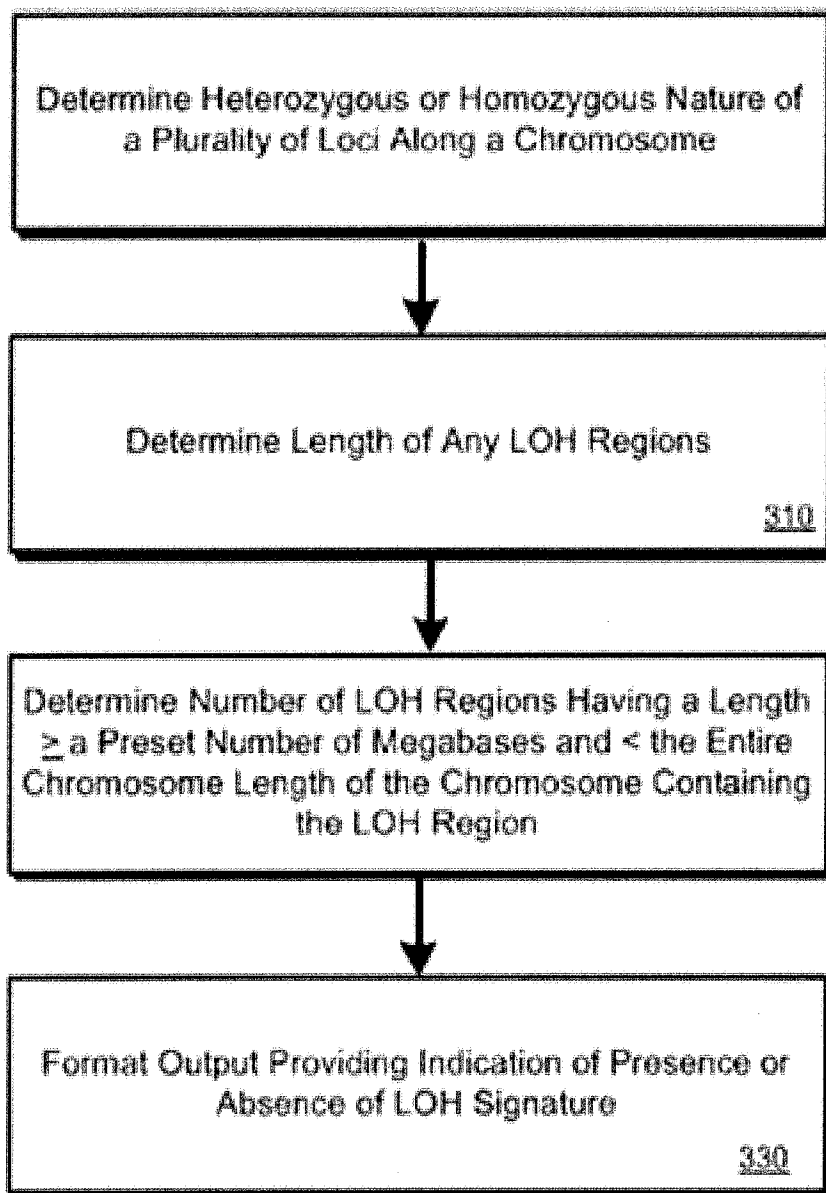 Determine Heterozygous or Homozygous Nature of
a Plurality of Loci Along a Chromosome
Determine Length of Any LOH Regions
310
Determine Number of LOH Regions Having a Length
≥ a Preset Number of Megabases and < the Entire
Chromosome Length of the Chromosome Containing
the LOH Region
Format Output Providing Indication of Presence or
Absence of LOH Signature
330